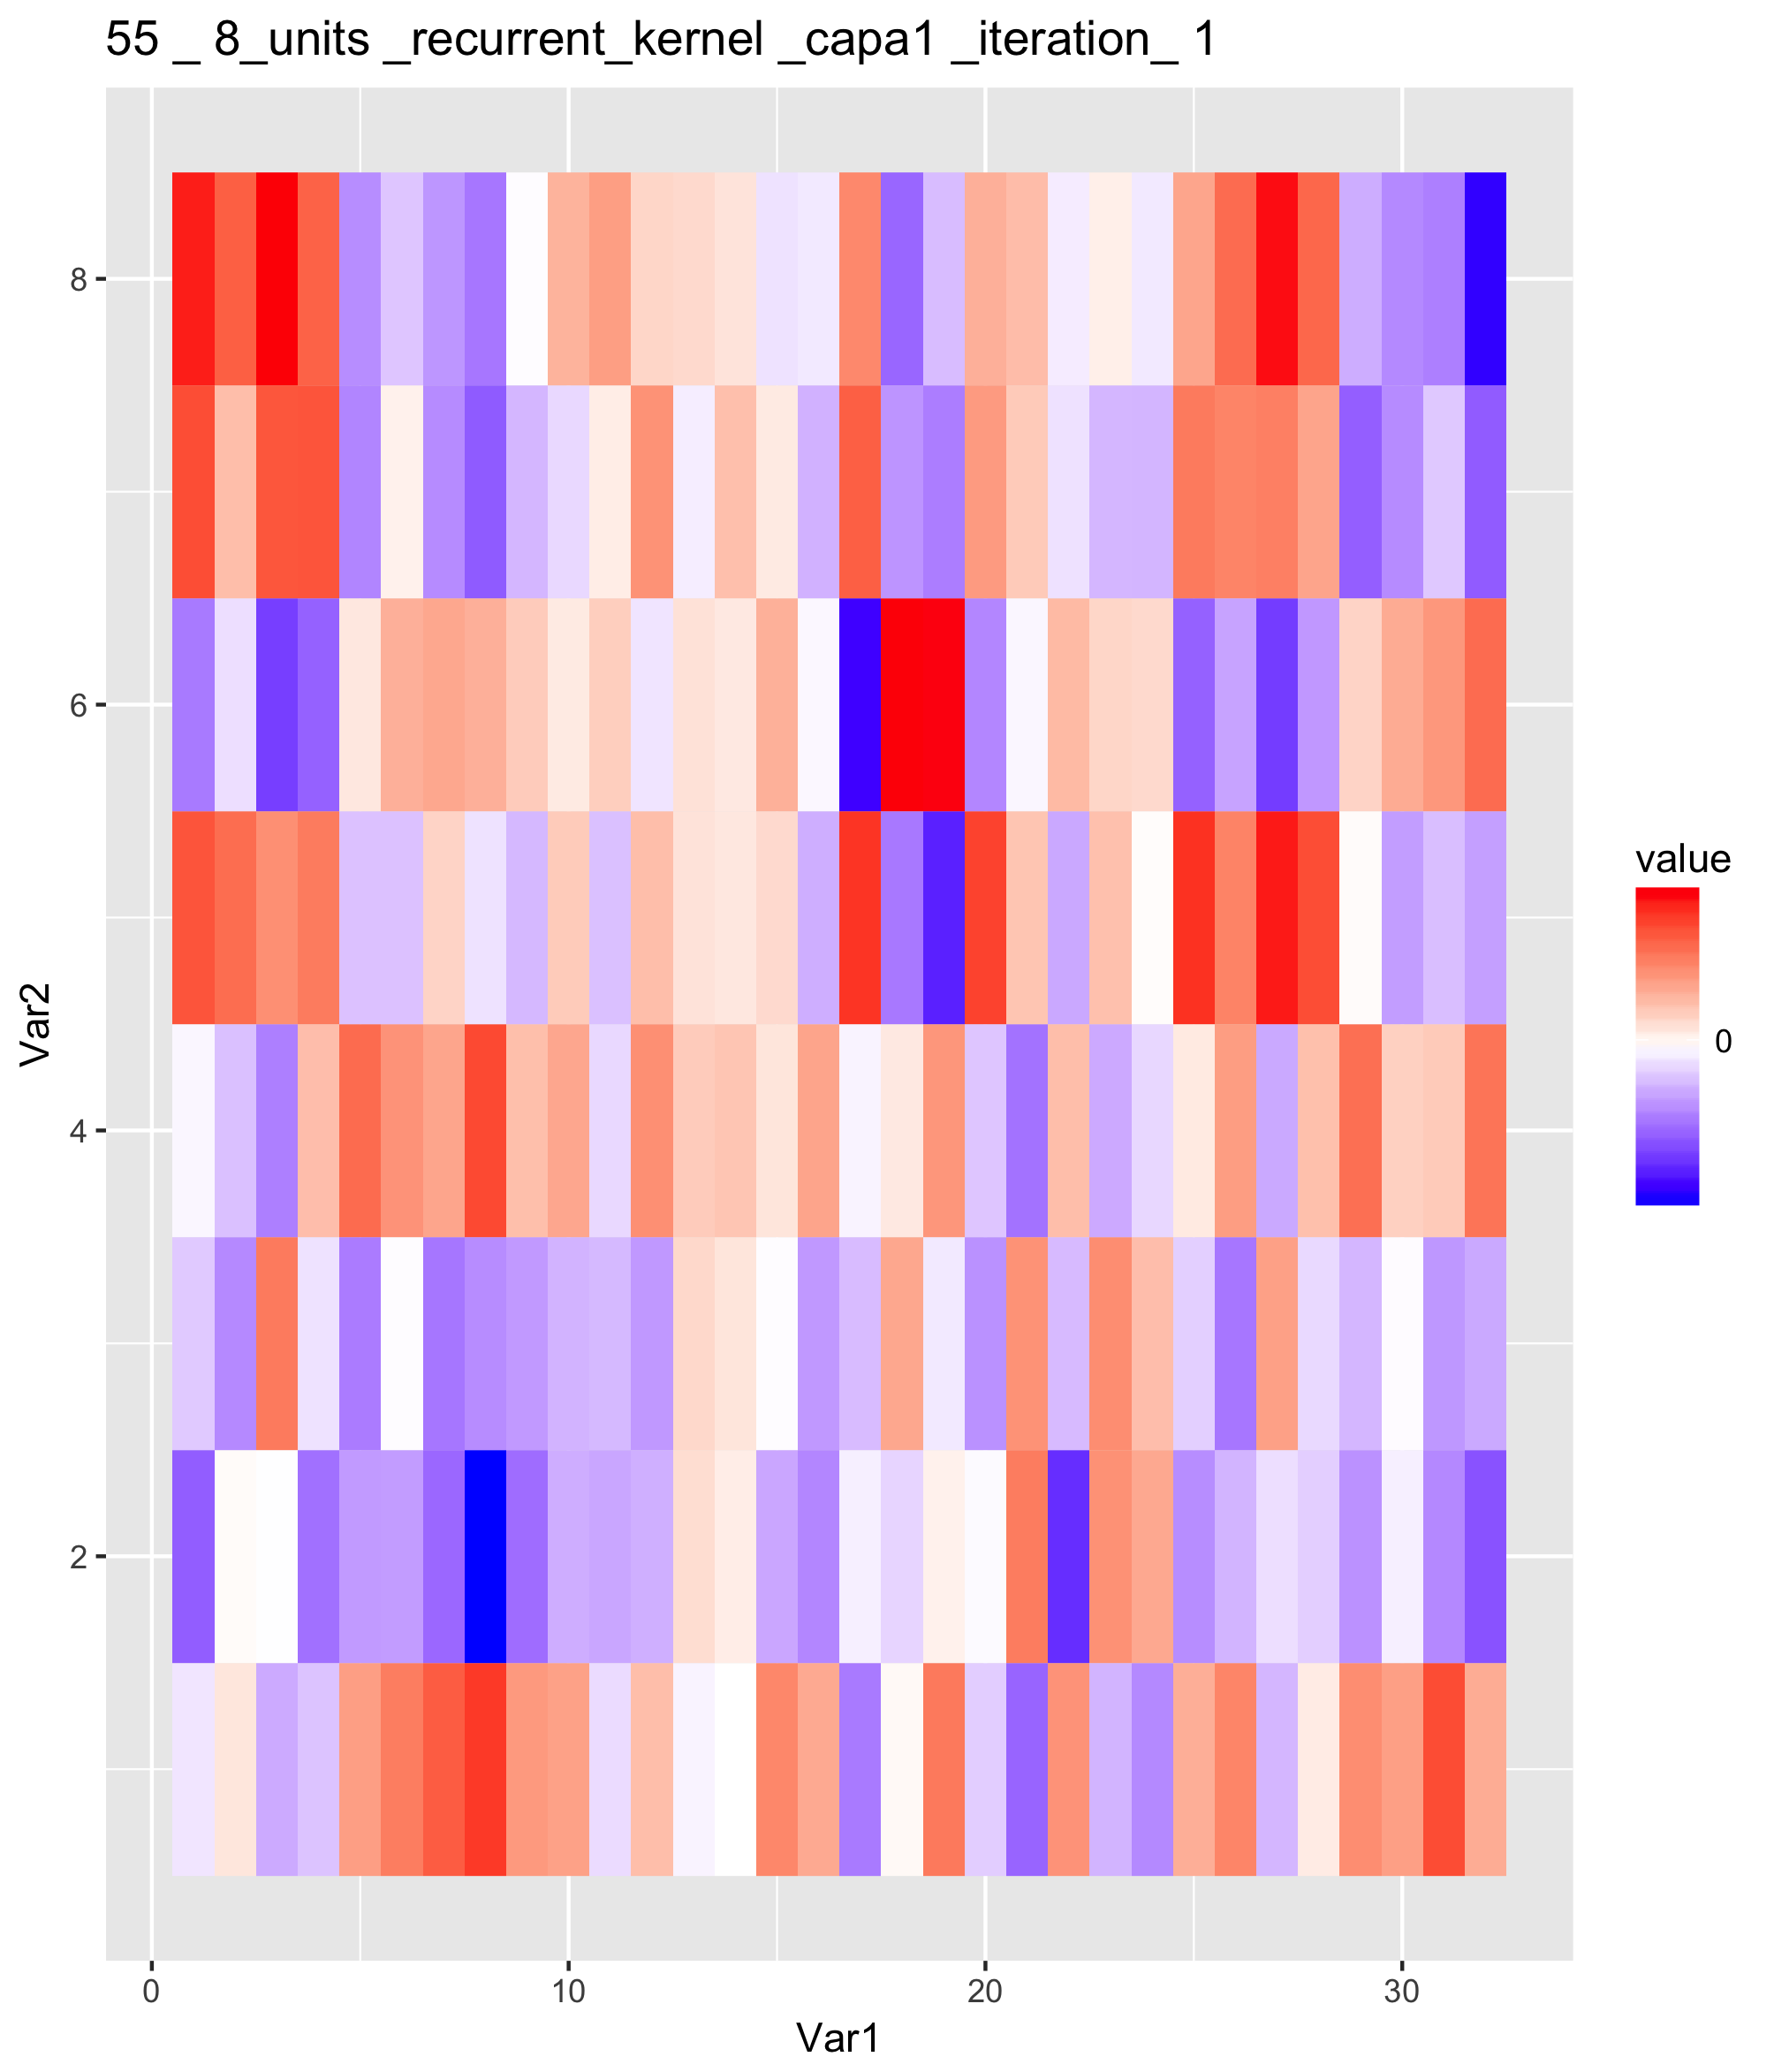 55 _ 8_units _recurrent_kernel _capa1 _iteration_ 1
8
6
4
2
Var2
0
10
20
30
Var1
value
0